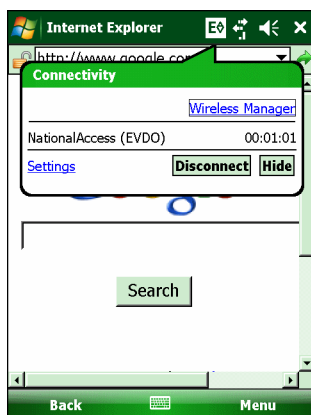 Internet Explorer
E
http://www.google.co
Connectivity
Wireless Manager
NationalAccess (EVDO) 00:01:01
Settings Disconnect Hide
Search
Back Menu